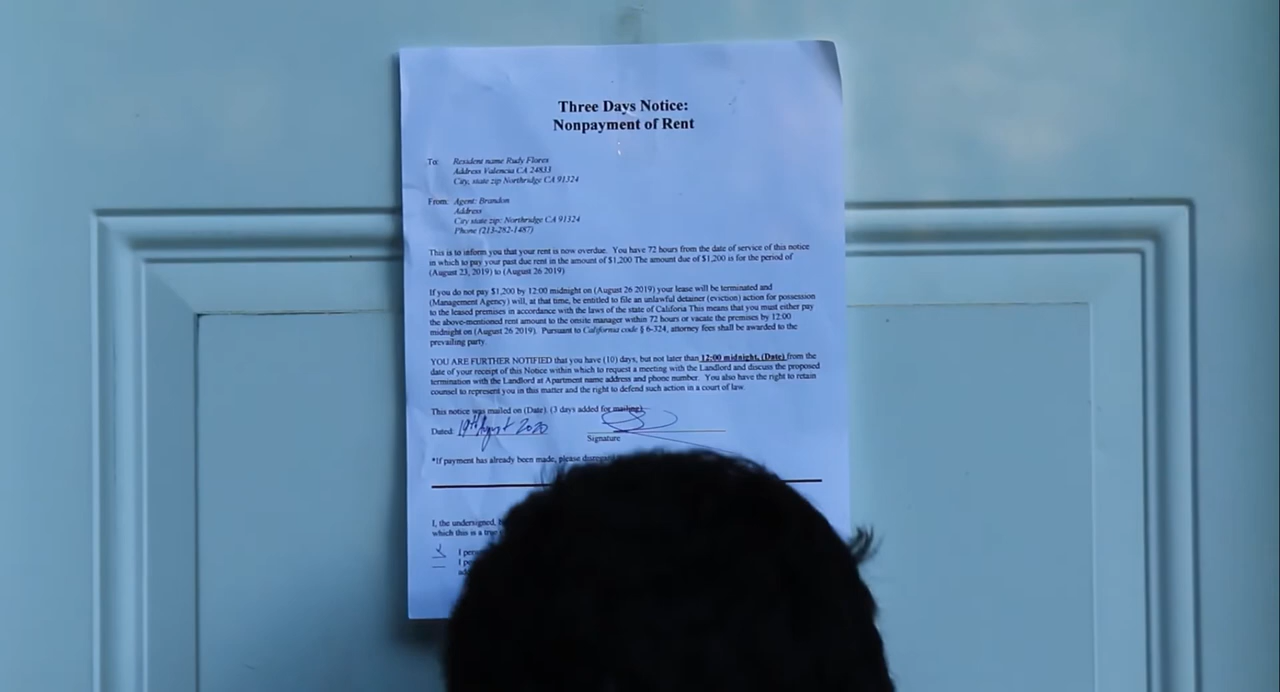 Three Days Notice:
Nonpayment of Rent
To: Resident name Rudy Flores
Address Valencia CA 24833
City, state zip Northridge CA 91324
From: Agent: Brandon
Address
City state zip: Northridge CA 91324
Phone (213-282-1487)
This is to inform you that your rent is now overdue. You have 72 hours from the date of service of this notice
in which to pay your past due rent in the amount of $1,200 The amount due of $1,200 is for the period of
(August 23, 2019) to (August 26 2019)
If you do not pay $1,200 by 12:00 midnight on (August 26 2019) your lease will be terminated and
(Management Agency) will, at that time, be entitled to file an unlawful detainer (eviction) action for possession
to the leased premises in accordance with the laws of the state of Califoria This means that you must either pay
the above-mentioned rent amount to the onsite manager within 72 hours or vacate the premises by 12:00
midnight on (August 26 2019). Pursuant to California code § 6-324, attorney fees shall be awarded to the
prevailing party.
YOU ARE FURTHER NOTIFIED that you have (10) days, but not later than 12:00 midnight, (Date) from the
date of your receipt of this Notice within which to request a meeting with the Landlord and discuss the proposed
termination with the Landlord at Apartment name address and phone number. You also have the right to retain
counsel to represent you in this matter and the right to defend such action in a court of law.
This notice was mailed on (Date). (3 days added for mailing)
Dated: 19th August 2020
Signature
*If payment has already been made, please disregard
I, the undersigned,
which this is a true
I
I